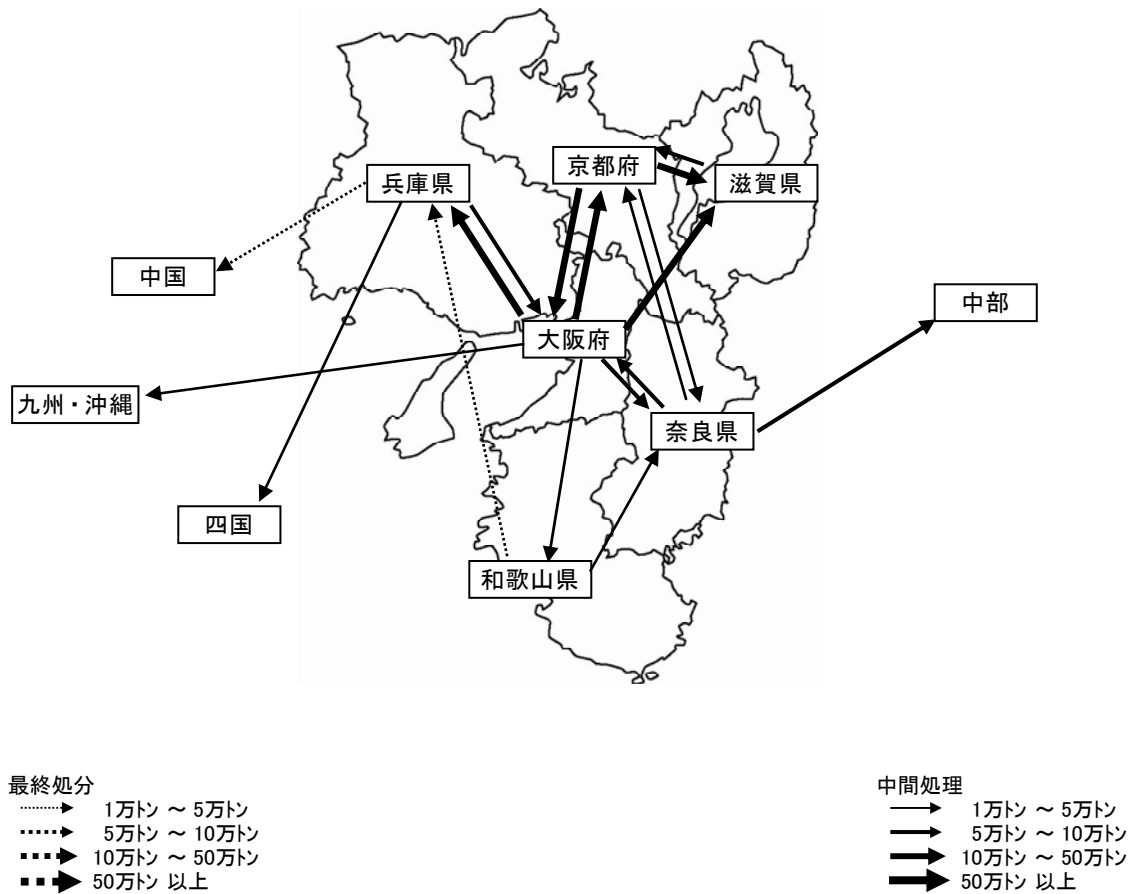 京都府
兵庫県
滋賀県
中国
中部
大阪府
九州・沖縄
奈良県
四国
和歌山県
最終処分
1万トン ~ 5万トン
5万トン ~ 10万トン
10万トン ~ 50万トン
50万トン 以上
中間処理
1万トン ~ 5万トン
5万トン ~ 10万トン
10万トン ~ 50万トン
50万トン 以上